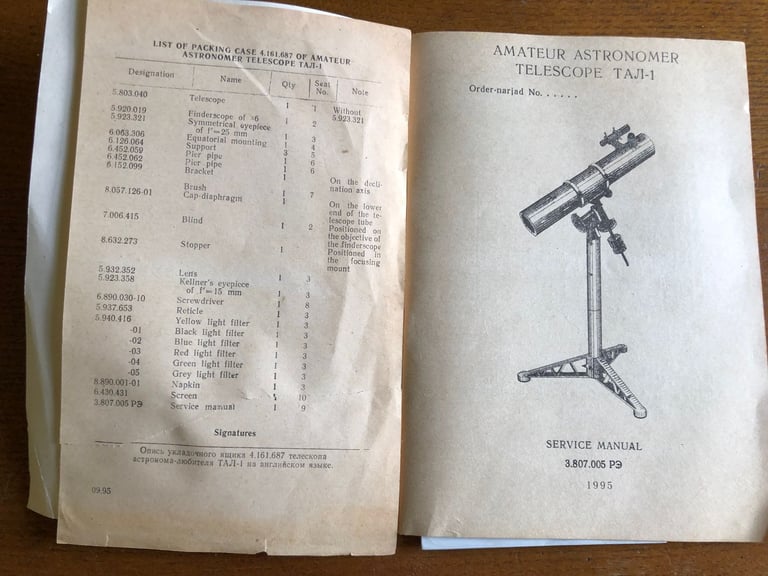 LIST OF PACKING CASE 4.161.687 OF AMATEUR
ASTRONOMER TELESCOPE ТАЛ-1
Designation Name Qty Seat No. Note
5.803.040 Telescope 1 1 Without 5.923.321
5.920.019 Finderscope of ×6 1 2
5.923.321 Symmetrical eyepiece
of f'=25 mm 1 3
6.063.306 Equatorial mounting 1 4
6.126.064 Support 3 5
6.452.059 Pier pipe 1 6
6.452.062 Pier pipe 1 6
6.152.099 Bracket 1 On the decli-
nation axis
Brush 1 7
8.057.126-01 Cap-diaphragm 1 On the lower
end of the te-
lescope tube
7.006.415 Blind 1 2 Positioned on
the objective of
the finderscope
8.632.273 Stopper 1 Positioned in
the focusing
mount
5.932.352 Lens 1 3
5.923.358 Kellner's eyepiece
of f'=15 mm 1 3
6.890.030-10 Screwdriver 1 8
5.937.653 Reticle 1 3
5.940.416 Yellow light filter 1 3
-01 Black light filter 1 3
-02 Blue light filter 1 3
-03 Red light filter 1 3
-04 Green light filter 1 3
-05 Grey light filter 1 3
8.890.001-01 Napkin 1 3
6.430.431 Screen 1 10
3.807.005 РЭ Service manual 1 9
Signatures
Опись укладочного ящика 4.161.687 телескопа
астронома-любителя ТАЛ-1 на английском языке.
09.95
AMATEUR ASTRONOMER
TELESCOPE ТАЛ-1
Order-narjad No. . . . . .
SERVICE MANUAL
3.807.005 РЭ
1995